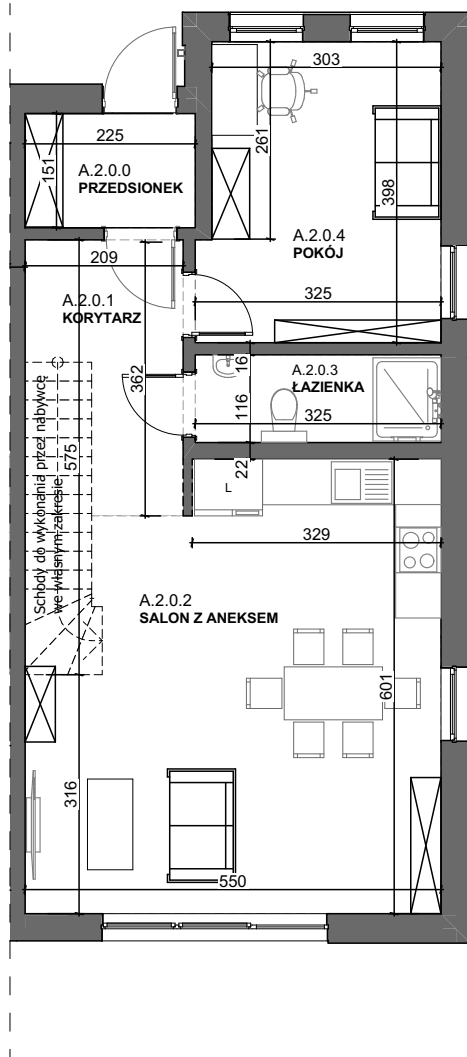 303
225
A.2.0.0
PRZEDSIONEK
151
261
398
A.2.0.4
POKÓJ
209
A.2.0.1
KORYTARZ
325
362
16
A.2.0.3
ŁAZIENKA
116
325
575
Schody do wykonania przez nabywcę
we własnym zakresie
22
L
329
A.2.0.2
SALON Z ANEKSEM
601
316
550